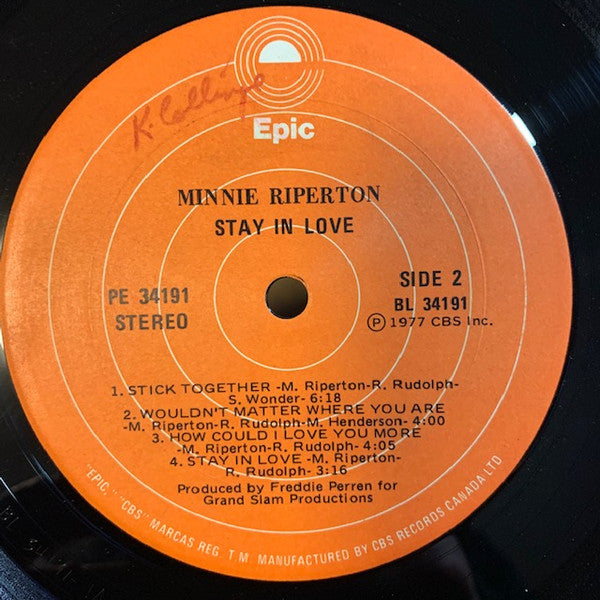 K. Collinge
Epic
MINNIE RIPERTON
STAY IN LOVE
PE 34191
STEREO
SIDE 2
BL 34191
Ⓟ 1977 CBS Inc.
1. STICK TOGETHER -M. Riperton-R. Rudolph-
S. Wonder- 6:18
2. WOULDN'T MATTER WHERE YOU ARE
-M. Riperton-R. Rudolph-M. Henderson- 4:00
3. HOW COULD I LOVE YOU MORE
-M. Riperton-R. Rudolph- 4:05
4. STAY IN LOVE -M. Riperton-
R. Rudolph- 3:16
Produced by Freddie Perren for
Grand Slam Productions
"EPIC," "CBS" MARCAS REG. T.M. MANUFACTURED BY CBS RECORDS CANADA LTD.